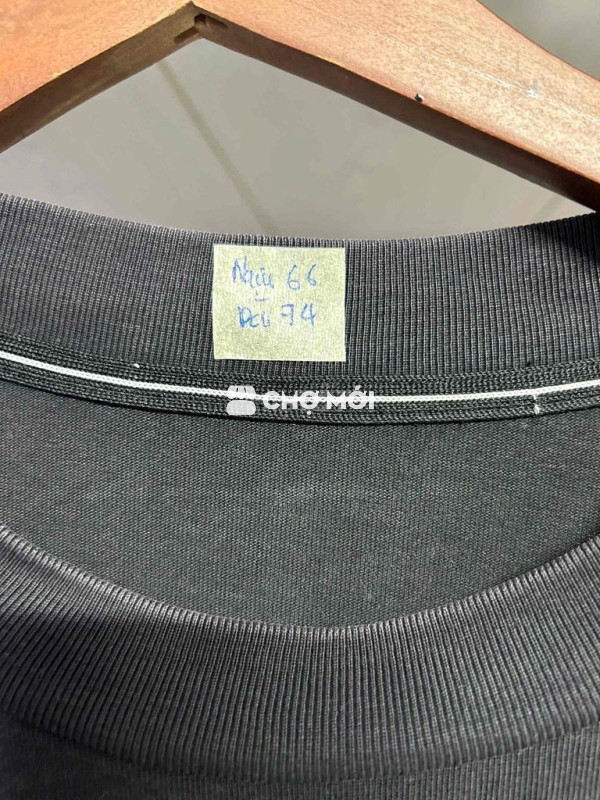 Ngực 66
Dài 74
CHỢ MỚI